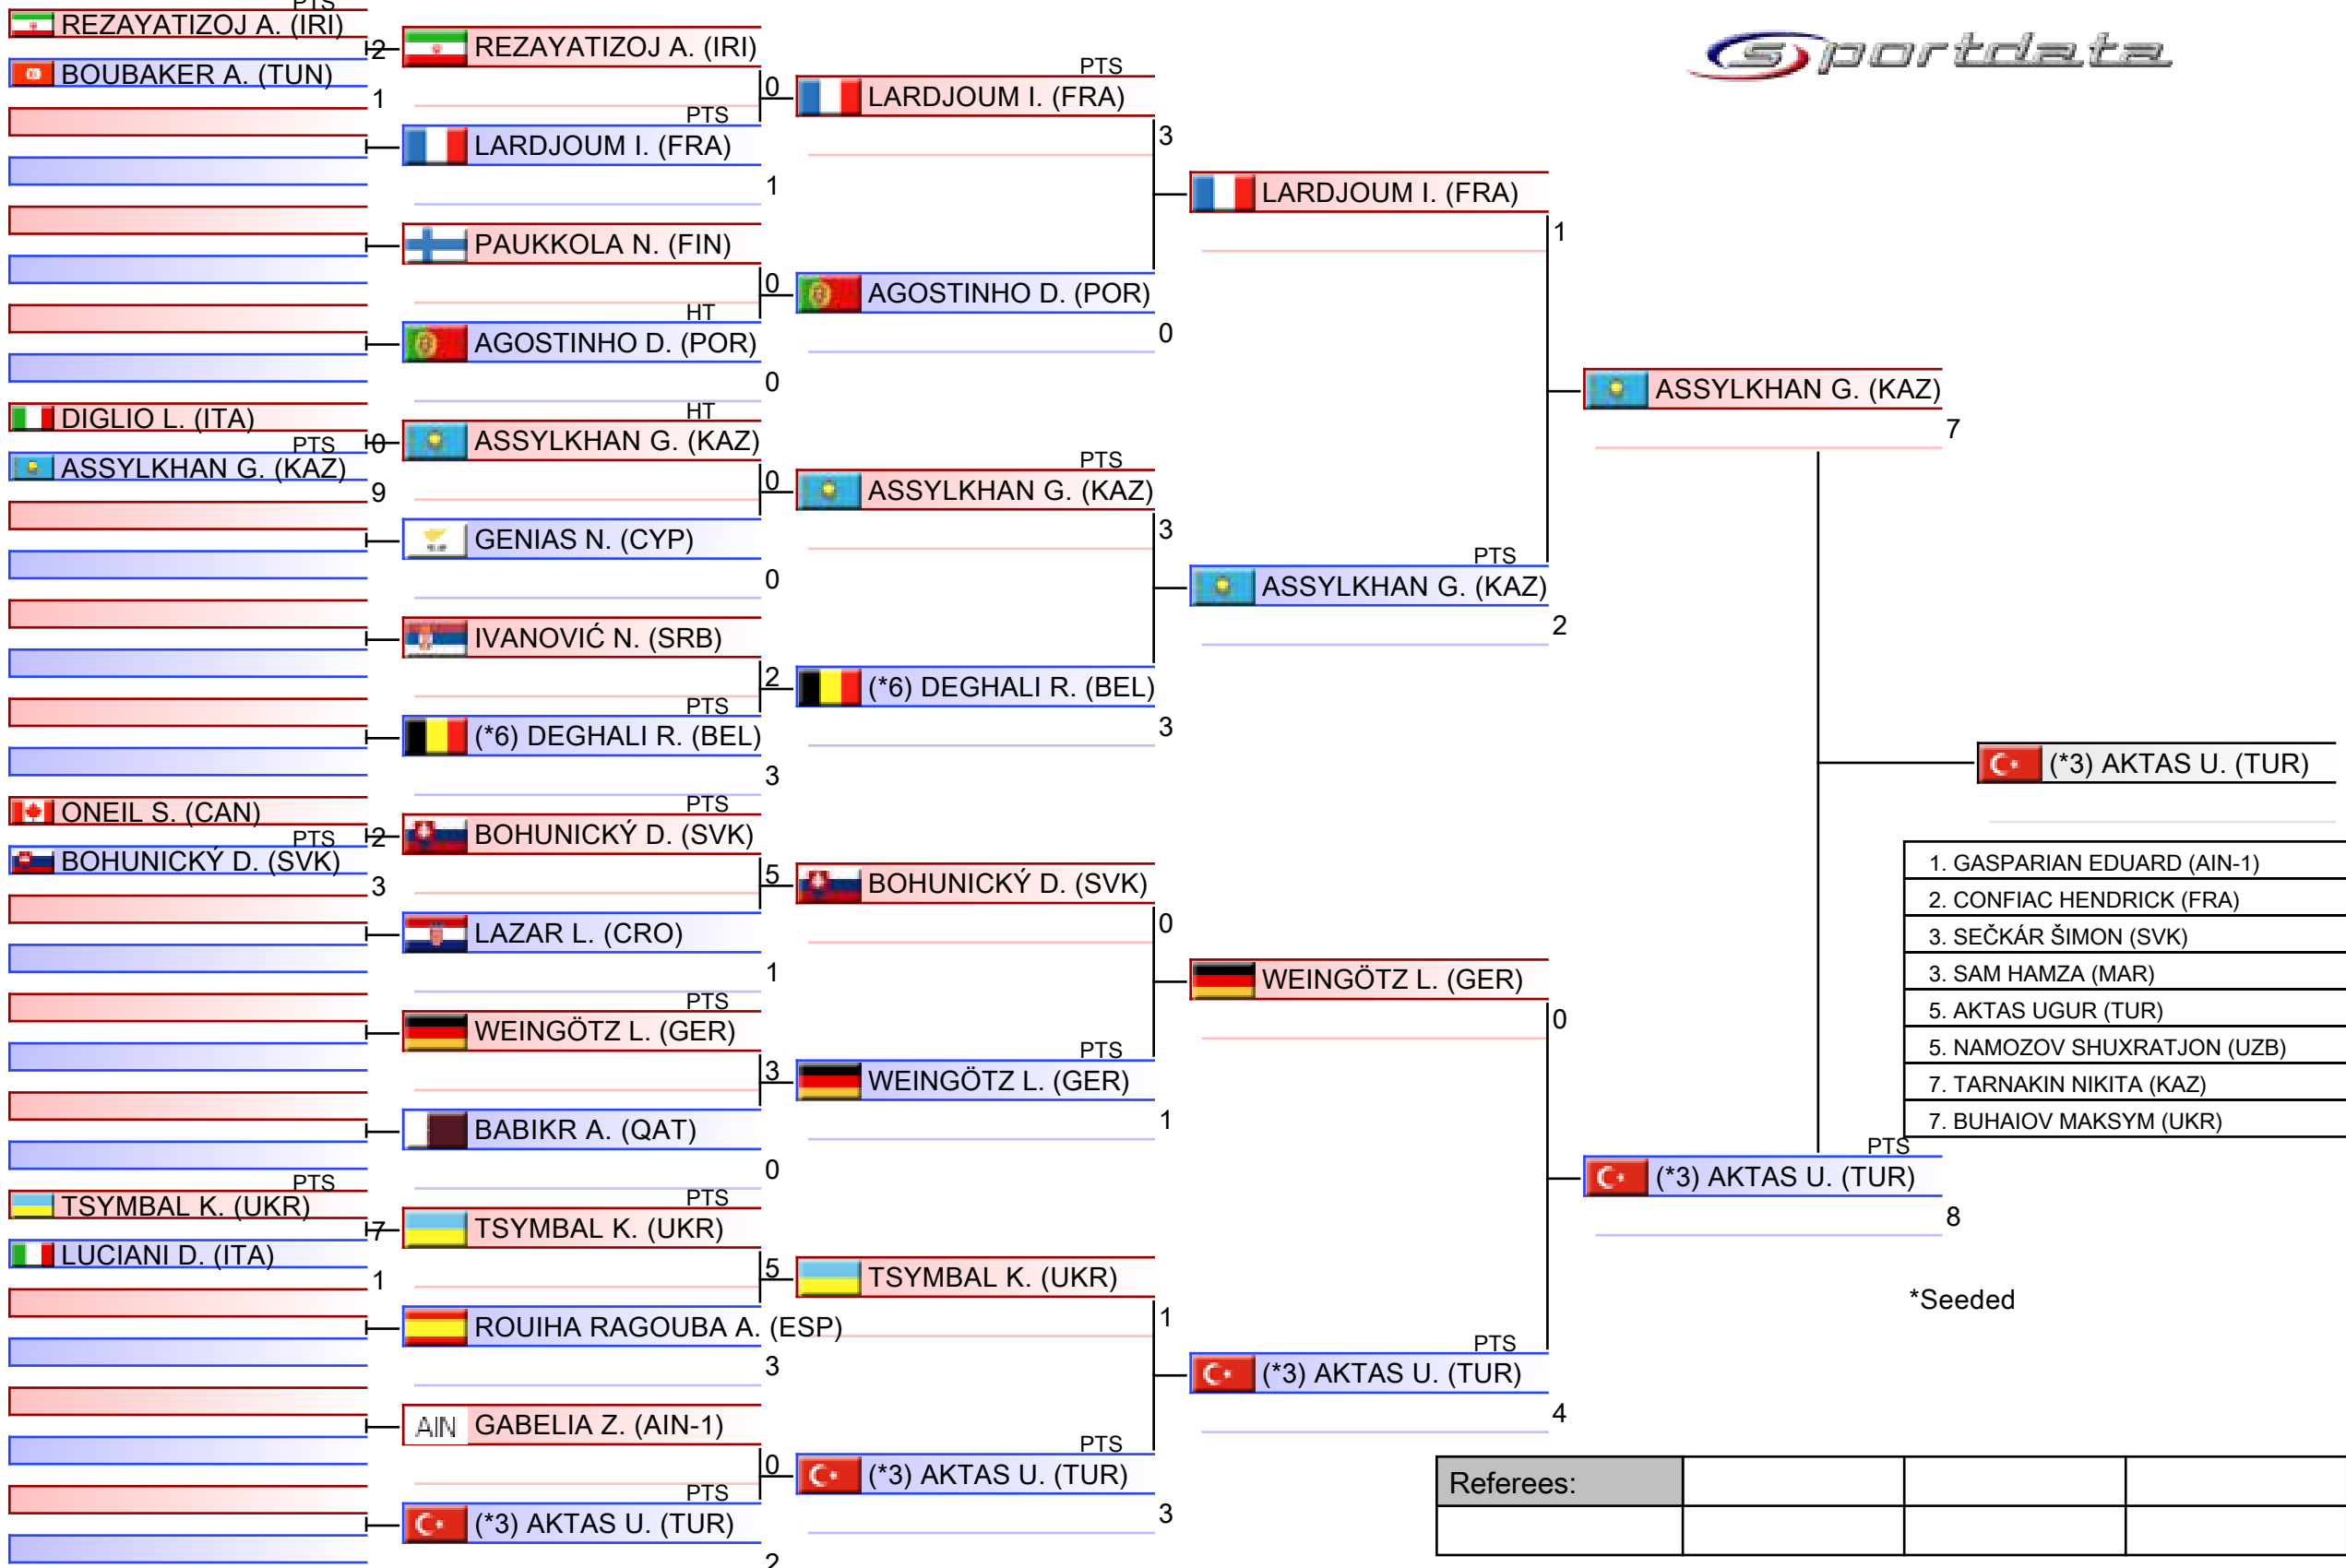 PTS
REZAYATIZOJ A. (IRI)
2
BOUBAKER A. (TUN)
1
DIGLIO L. (ITA)
0
PTS
ASSYLKHAN G. (KAZ)
9
ONEIL S. (CAN)
2
PTS
BOHUNICKÝ D. (SVK)
3
PTS
TSYMBAL K. (UKR)
7
LUCIANI D. (ITA)
1
REZAYATIZOJ A. (IRI)
0
PTS
LARDJOUM I. (FRA)
1
PAUKKOLA N. (FIN)
0
HT
AGOSTINHO D. (POR)
0
HT
ASSYLKHAN G. (KAZ)
0
GENIAS N. (CYP)
0
IVANOVIĆ N. (SRB)
2
PTS
(*6) DEGHALI R. (BEL)
3
PTS
BOHUNICKÝ D. (SVK)
5
LAZAR L. (CRO)
1
PTS
WEINGÖTZ L. (GER)
3
BABIKR A. (QAT)
0
PTS
TSYMBAL K. (UKR)
5
ROUIHA RAGOUBA A. (ESP)
3
AIN GABELIA Z. (AIN-1)
0
PTS
(*3) AKTAS U. (TUR)
2
PTS
LARDJOUM I. (FRA)
3
AGOSTINHO D. (POR)
0
PTS
ASSYLKHAN G. (KAZ)
3
(*6) DEGHALI R. (BEL)
3
BOHUNICKÝ D. (SVK)
0
PTS
WEINGÖTZ L. (GER)
1
TSYMBAL K. (UKR)
1
PTS
(*3) AKTAS U. (TUR)
3
LARDJOUM I. (FRA)
1
PTS
ASSYLKHAN G. (KAZ)
2
WEINGÖTZ L. (GER)
0
PTS
(*3) AKTAS U. (TUR)
4
ASSYLKHAN G. (KAZ)
7
PTS
(*3) AKTAS U. (TUR)
8
sportdata
(*3) AKTAS U. (TUR)
1. GASPARIAN EDUARD (AIN-1)
2. CONFIAC HENDRICK (FRA)
3. SEČKÁR ŠIMON (SVK)
3. SAM HAMZA (MAR)
5. AKTAS UGUR (TUR)
5. NAMOZOV SHUXRATJON (UZB)
7. TARNAKIN NIKITA (KAZ)
7. BUHAIOV MAKSYM (UKR)
*Seeded
Referees: